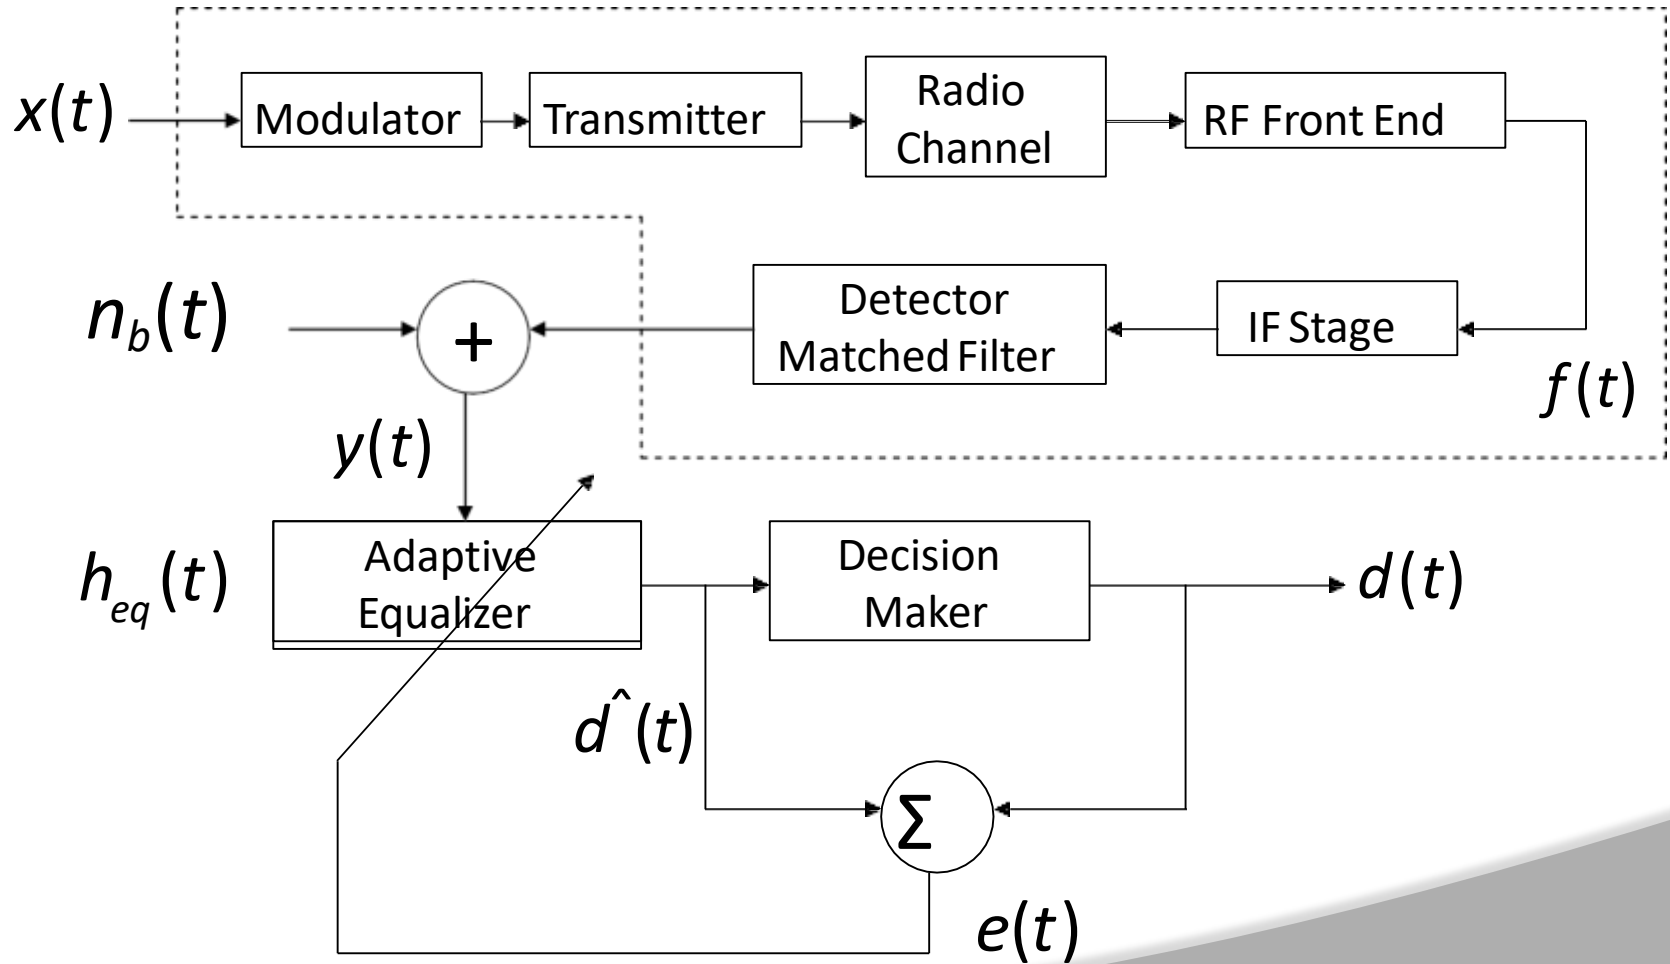 x(t)
Modulator
Transmitter
Radio
Channel
RF Front End
n_b(t)
+
Detector
Matched Filter
IF Stage
f(t)
y(t)
h_eq(t)
Adaptive
Equalizer
Decision
Maker
d(t)
d^(t)
Σ
e(t)